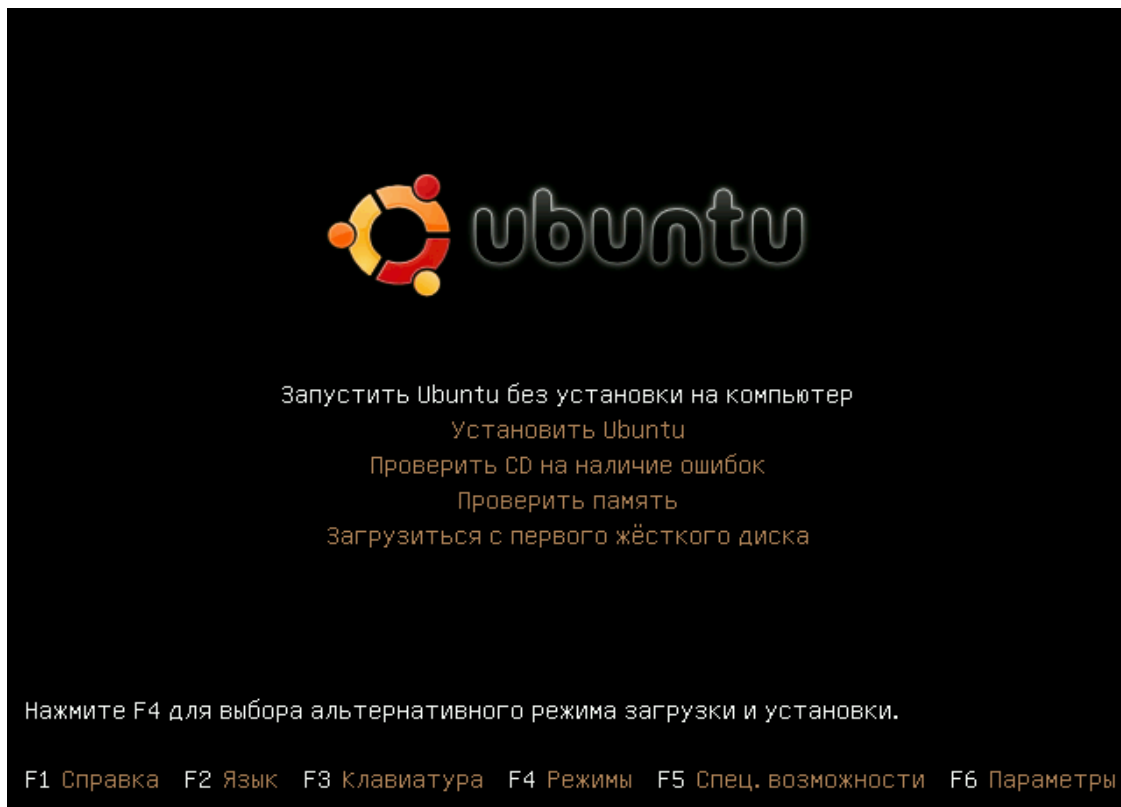 ubuntu
Запустить Ubuntu без установки на компьютер
Установить Ubuntu
Проверить CD на наличие ошибок
Проверить память
Загрузиться с первого жёсткого диска
Нажмите F4 для выбора альтернативного режима загрузки и установки.
F1 Справка F2 Язык F3 Клавиатура F4 Режимы F5 Спец. возможности F6 Параметры